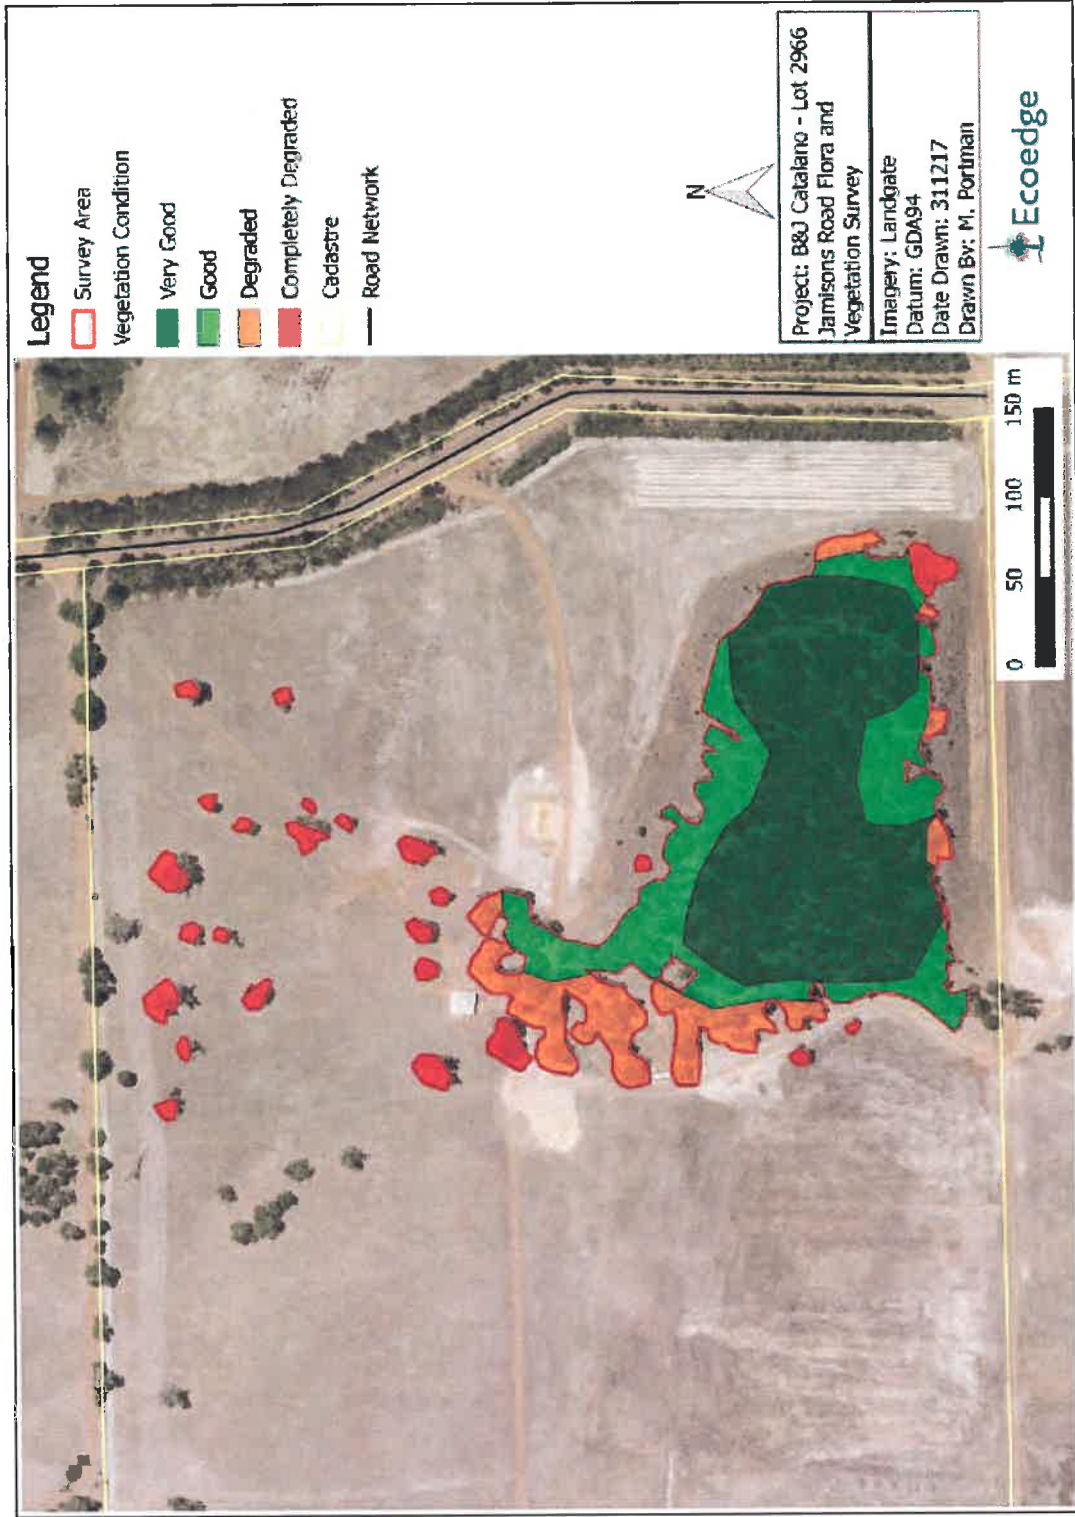 Legend
Survey Area
Vegetation Condition
Very Good
Good
Degraded
Completely Degraded
Cadastre
Road Network
N
Project: B&J Catalano - Lot 2966
Jamisons Road Flora and
Vegetation Survey
Imagery: Landgate
Datum: GDA94
Date Drawn: 311217
Drawn By: M. Portman
Ecoedge
0 50 100 150 m